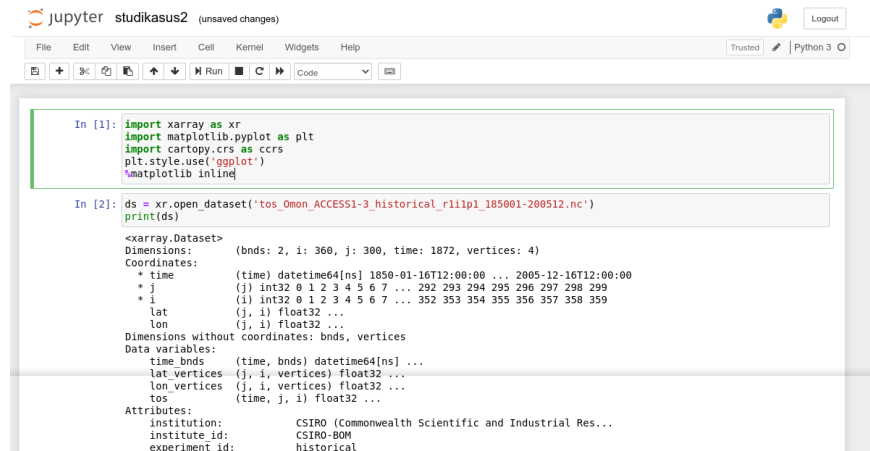 jupyter studikasus2 (unsaved changes)
Logout
File Edit View Insert Cell Kernel Widgets Help
Trusted Python 3
Run Code
In [1]: import xarray as xr
import matplotlib.pyplot as plt
import cartopy.crs as ccrs
plt.style.use('ggplot')
%matplotlib inline
In [2]: ds = xr.open_dataset('tos_Omon_ACCESS1-3_historical_r1i1p1_185001-200512.nc')
print(ds)
<xarray.Dataset>
Dimensions: (bnds: 2, i: 360, j: 300, time: 1872, vertices: 4)
Coordinates:
* time (time) datetime64[ns] 1850-01-16T12:00:00 ... 2005-12-16T12:00:00
* j (j) int32 0 1 2 3 4 5 6 7 ... 292 293 294 295 296 297 298 299
* i (i) int32 0 1 2 3 4 5 6 7 ... 352 353 354 355 356 357 358 359
lat (j, i) float32 ...
lon (j, i) float32 ...
Dimensions without coordinates: bnds, vertices
Data variables:
time_bnds (time, bnds) datetime64[ns] ...
lat_vertices (j, i, vertices) float32 ...
lon_vertices (j, i, vertices) float32 ...
tos (time, j, i) float32 ...
Attributes:
institution: CSIRO (Commonwealth Scientific and Industrial Res...
institute_id: CSIRO-BOM
experiment_id: historical